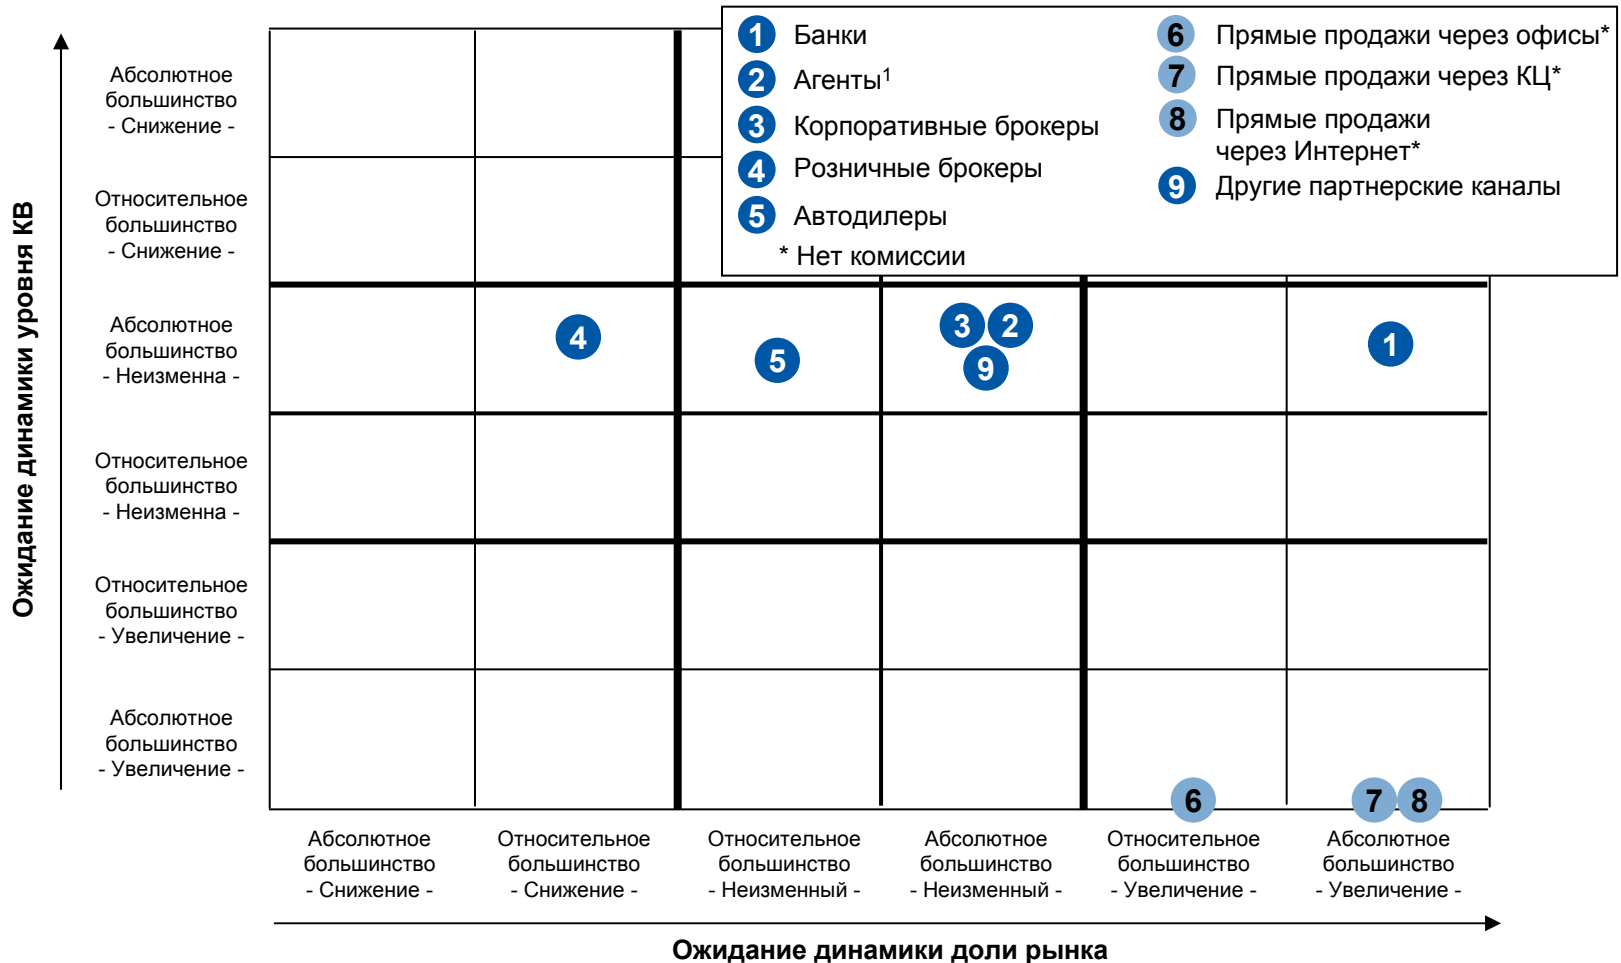 1 Банки
2 Агенты1
3 Корпоративные брокеры
4 Розничные брокеры
5 Автодилеры
* Нет комиссии
6 Прямые продажи через офисы*
7 Прямые продажи через КЦ*
8 Прямые продажи
через Интернет*
9 Другие партнерские каналы
Ожидание динамики уровня КВ
Абсолютное
большинство
- Снижение -
Относительное
большинство
- Снижение -
Абсолютное
большинство
- Неизменна -
Относительное
большинство
- Неизменна -
Относительное
большинство
- Увеличение -
Абсолютное
большинство
- Увеличение -
4
5
3 2
9
1
6
7 8
Абсолютное
большинство
- Снижение -
Относительное
большинство
- Снижение -
Относительное
большинство
- Неизменный -
Абсолютное
большинство
- Неизменный -
Относительное
большинство
- Увеличение -
Абсолютное
большинство
- Увеличение -
Ожидание динамики доли рынка